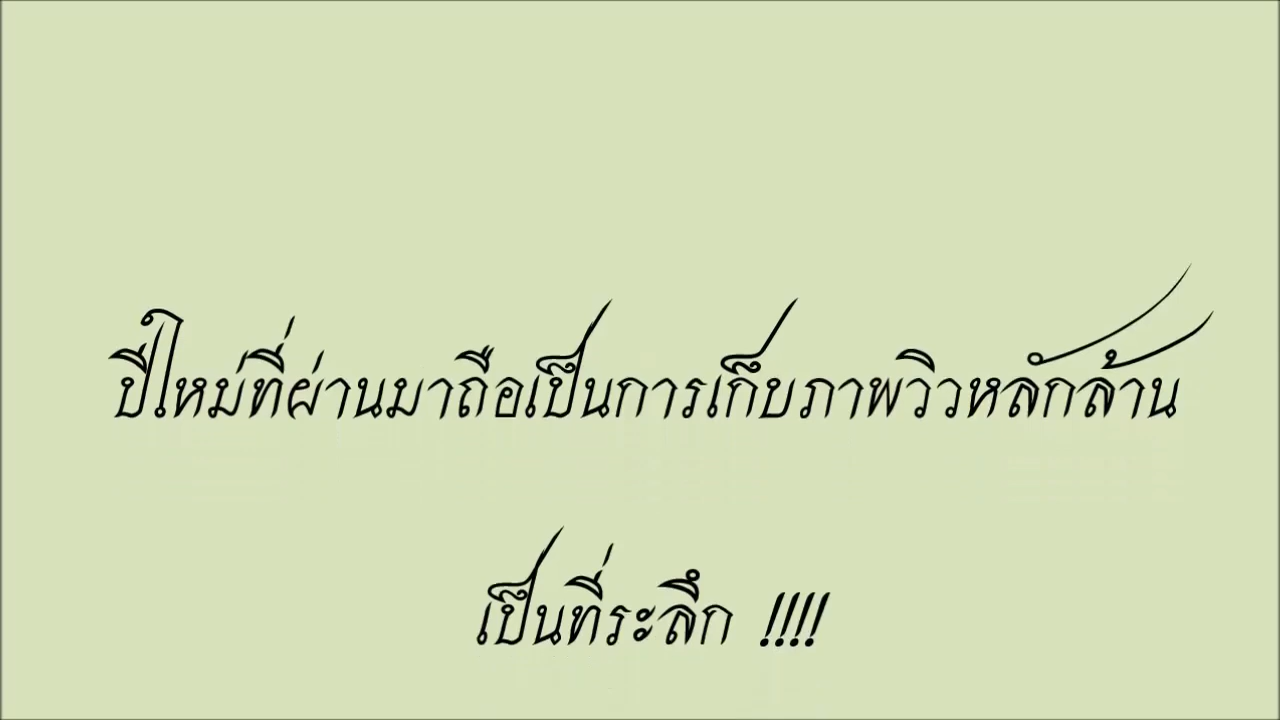 ปีใหม่ที่ผ่านมาถือเป็นการเก็บภาพวิวหลักล้าน
เป็นที่ระลึก !!!!